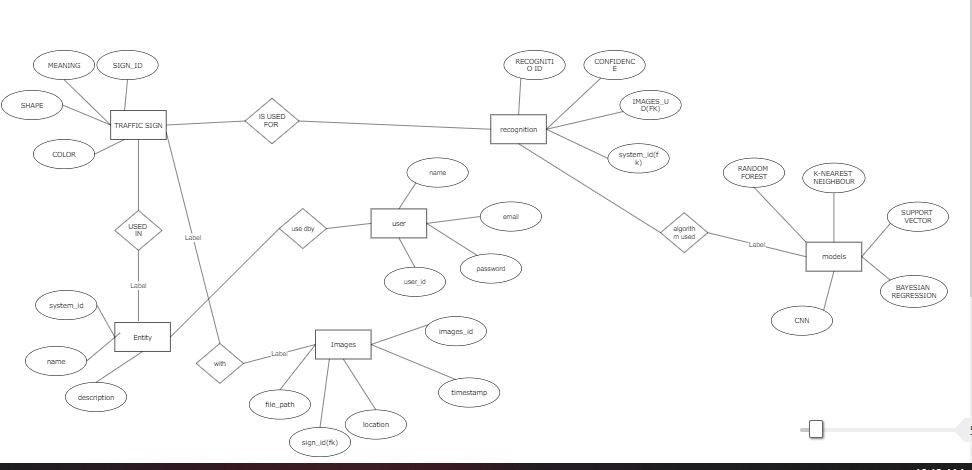 MEANING
SIGN_ID
RECOGNITI
O ID
CONFIDENC
E
SHAPE
IMAGES_U
D(FK)
TRAFFIC SIGN
IS USED
FOR
recognition
COLOR
system_id(f
k)
name
RANDOM
FOREST
K-NEAREST
NEIGHBOUR
USED
IN
Label
use dby
user
email
algorith
m used
Label
SUPPORT
VECTOR
models
password
user_id
Label
BAYESIAN
REGRESSION
system_id
CNN
Entity
images_id
Images
name
with
Label
description
file_path
timestamp
location
sign_id(fk)